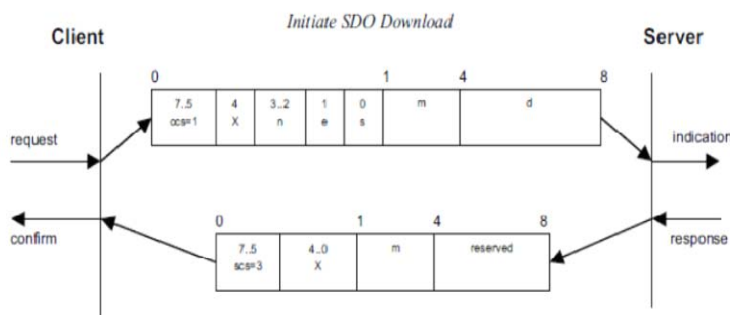 Initiate SDO Download
Client
Server
0 1 4 8
7..5 4 3..2 1 0 m d
ccs=1 X n e s
request
indication
confirm
response
0 1 4 8
7..5 4..0 m reserved
scs=3 X